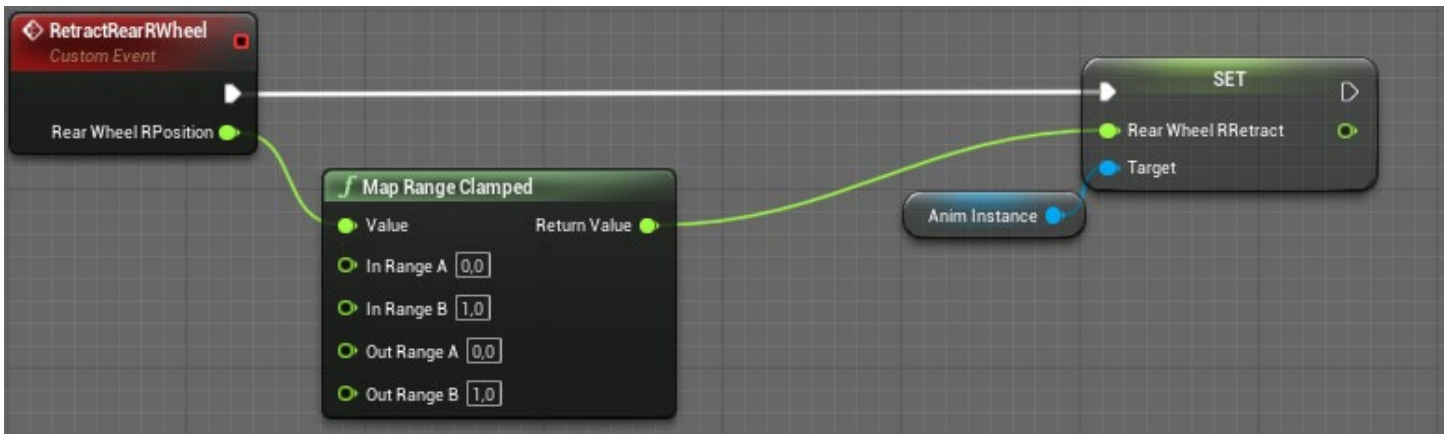 RetractRearRWheel
Custom Event
Rear Wheel RPosition
f Map Range Clamped
Value Return Value
In Range A 0,0
In Range B 1,0
Out Range A 0,0
Out Range B 1,0
Anim Instance
SET
Rear Wheel RRetract
Target